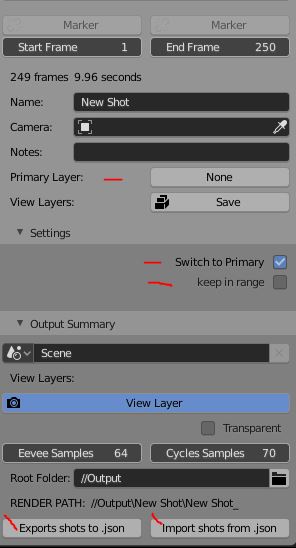 Marker Marker
Start Frame 1 End Frame 250
249 frames 9.96 seconds
Name: New Shot
Camera:
Notes:
Primary Layer: None
View Layers: Save
Settings
Switch to Primary
keep in range
Output Summary
Scene
View Layers:
View Layer
Transparent
Eevee Samples 64 Cycles Samples 70
Root Folder: //Output
RENDER PATH: //Output\New Shot\New Shot_
Exports shots to .json Import shots from .json